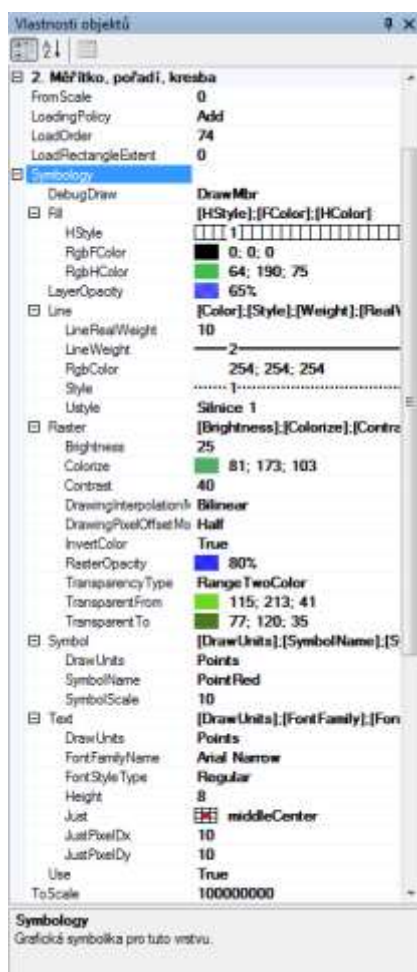 Vlastnosti objektů
2. Měřítko, pořadí, kresba
FromScale 0
LoadingPolicy Add
LoadOrder 74
LoadRectangleExtent 0
Symbology
DebugDraw DrawMbr
Fill [HStyle];[FColor];[HColor]
HStyle 1
RgbFColor 0; 0; 0
RgbHColor 64; 190; 75
LayerOpacity 65%
Line [Color];[Style];[Weight];[RealW
LineRealWeight 10
LineWeight 2
RgbColor 254; 254; 254
Style 1
Ustyle Silnice 1
Raster [Brightness];[Colorize];[Contra
Brightness 25
Colorize 81; 173; 103
Contrast 40
DrawingInterpolationM Bilinear
DrawingPixelOffsetMo Half
InvertColor True
RasterOpacity 80%
TransparencyType RangeTwoColor
TransparentFrom 115; 213; 41
TransparentTo 77; 120; 35
Symbol [DrawUnits];[SymbolName];[S
DrawUnits Points
SymbolName PointRed
SymbolScale 10
Text [DrawUnits];[FontFamily];[Fon
DrawUnits Points
FontFamilyName Arial Narrow
FontStyleType Regular
Height 8
Just middleCenter
JustPixelDx 10
JustPixelDy 10
Use True
ToScale 100000000
Symbology
Grafická symbolika pro tuto vrstvu.